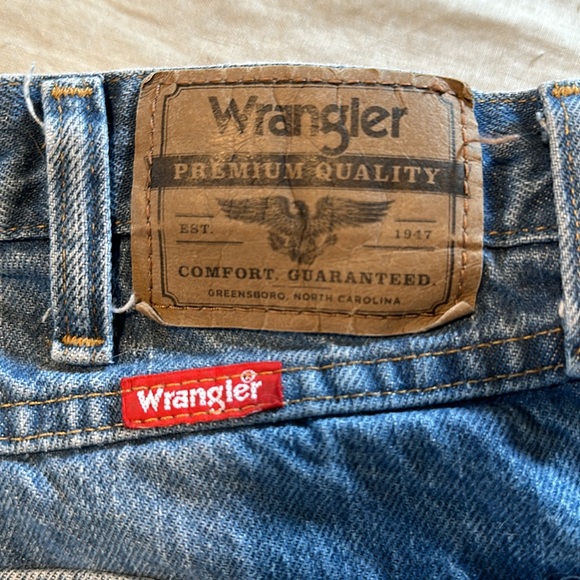 Wrangler
PREMIUM QUALITY
EST. 1947
COMFORT. GUARANTEED.
GREENSBORO, NORTH CAROLINA
Wrangler®